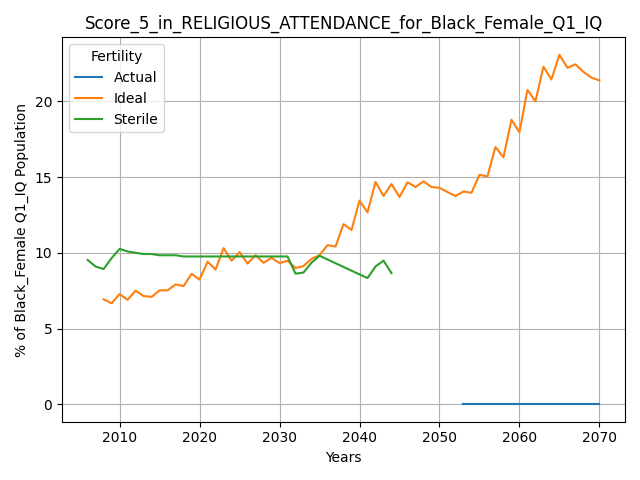 Score_5_in_RELIGIOUS_ATTENDANCE_for_Black_Female_Q1_IQ
Fertility
Actual
Ideal
Sterile
% of Black_Female Q1_IQ Population
20
15
10
5
0
2010 2020 2030 2040 2050 2060 2070
Years